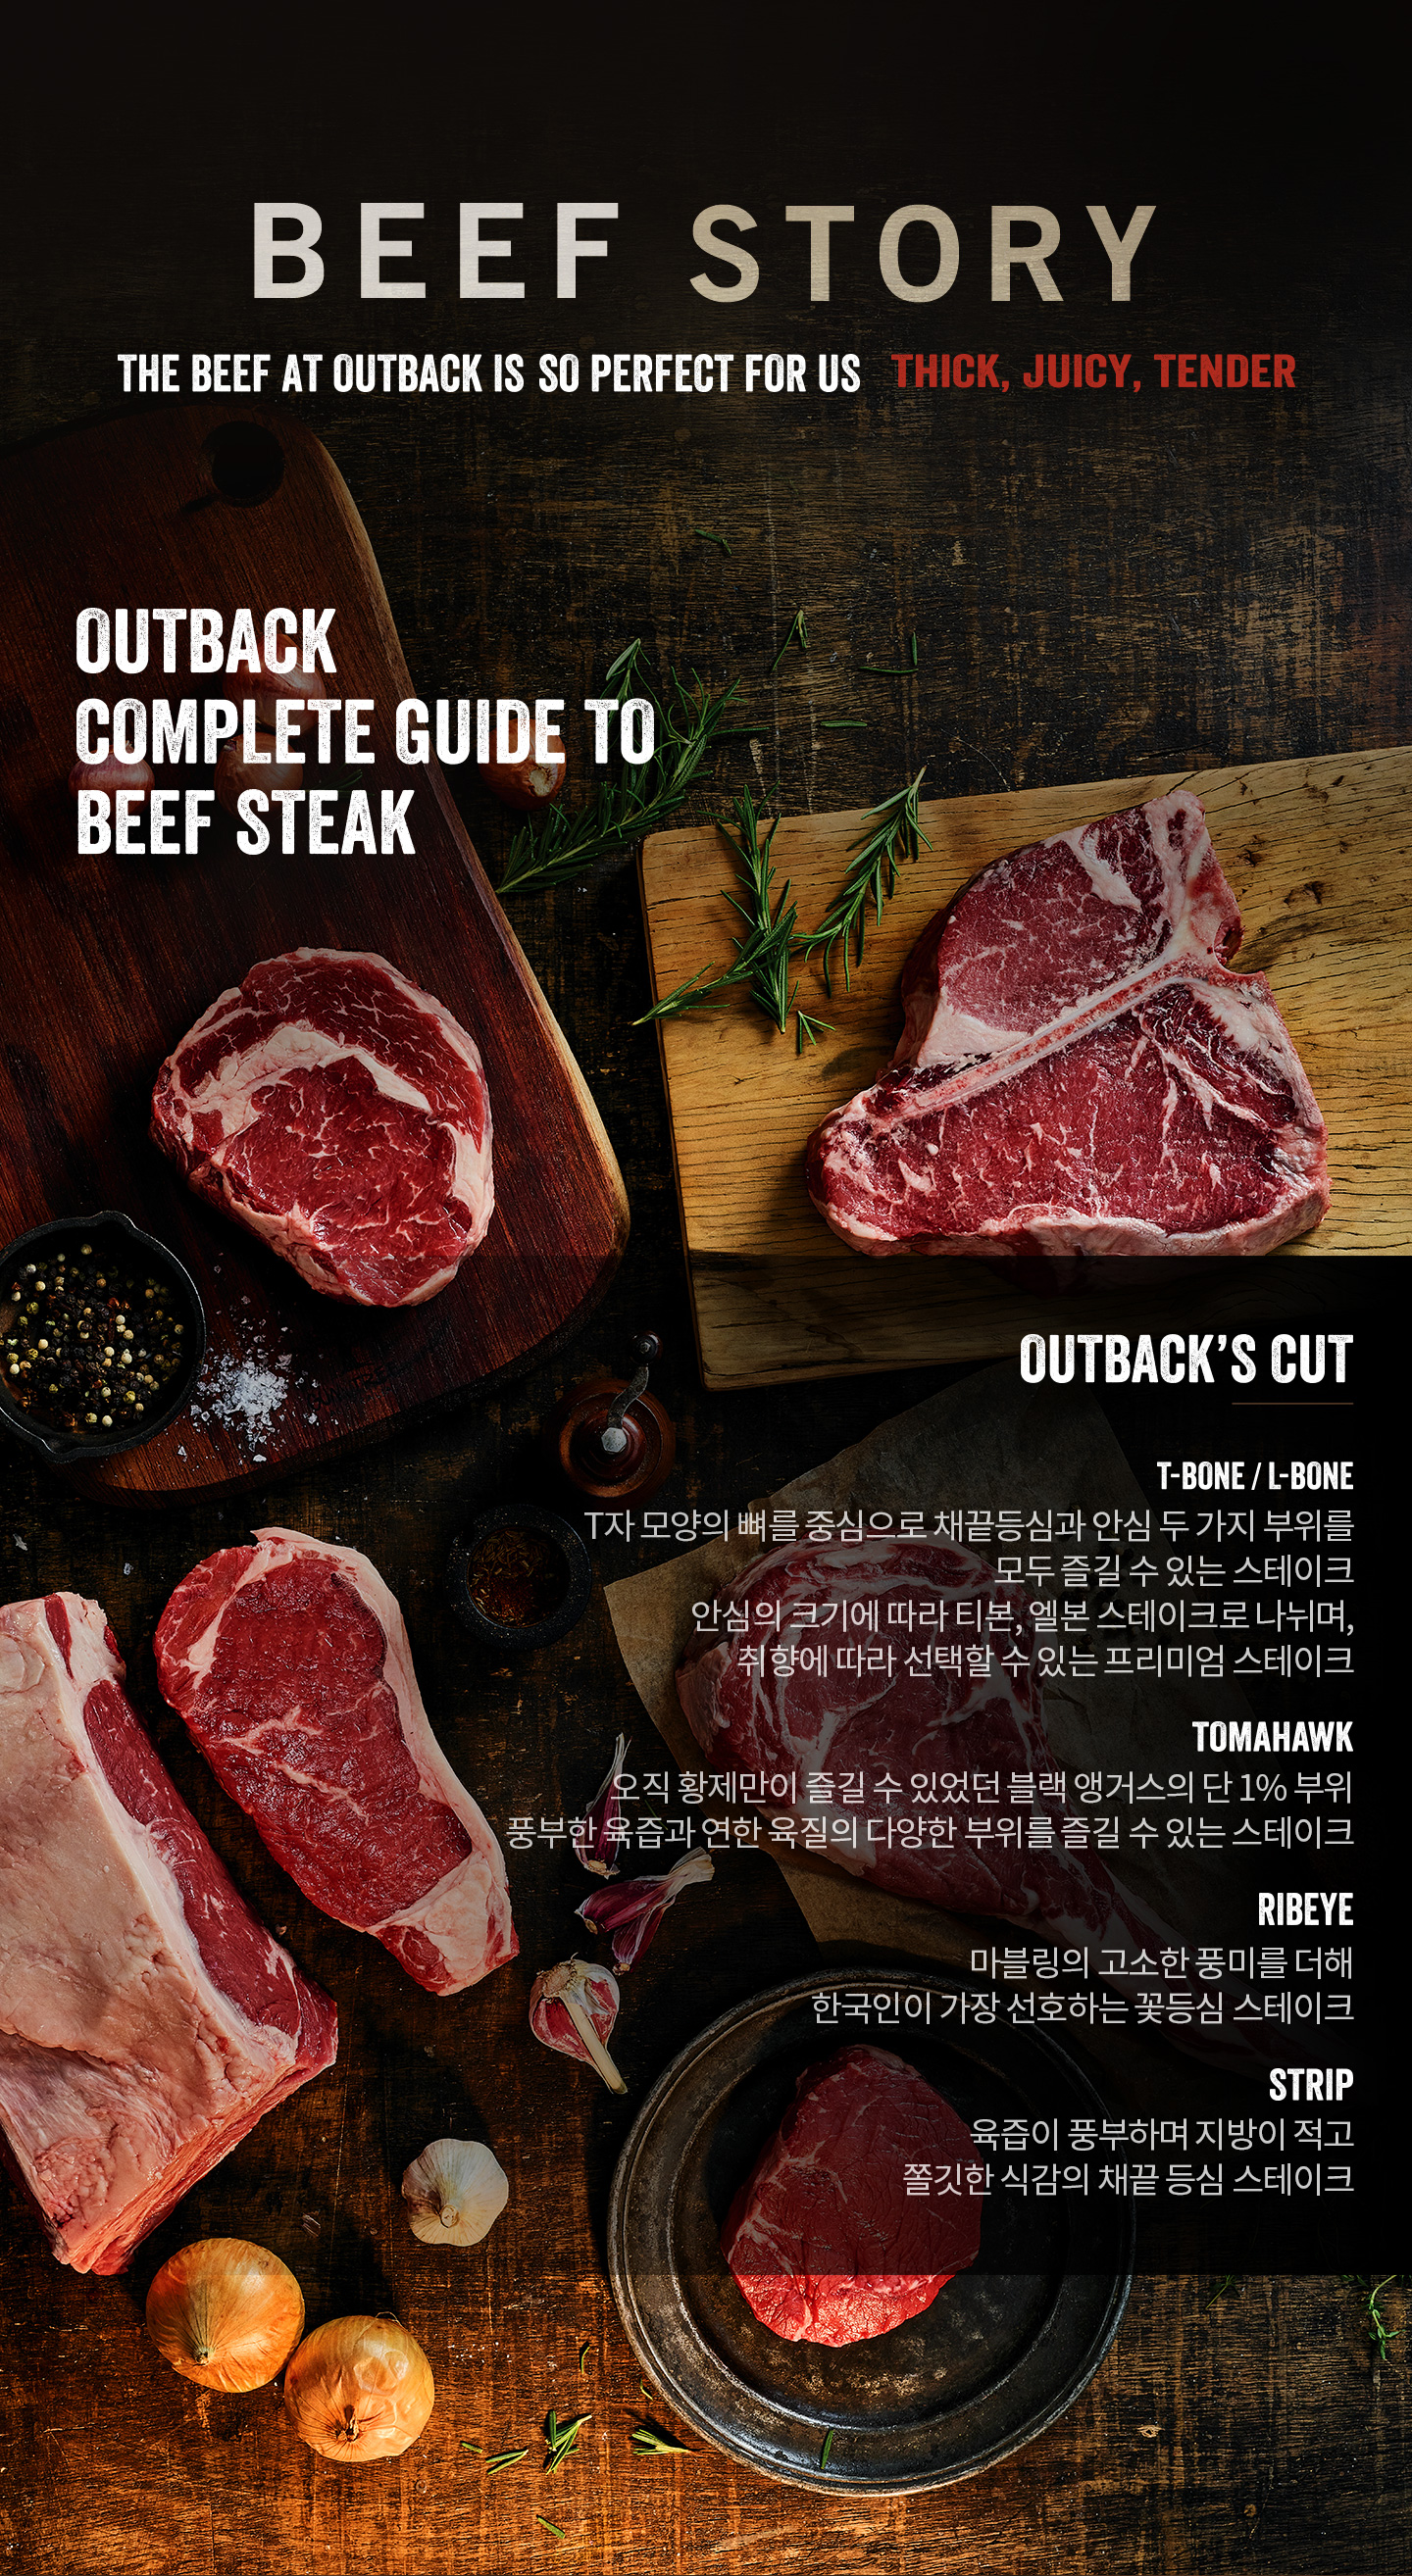 BEEF STORY
THE BEEF AT OUTBACK IS SO PERFECT FOR US THICK, JUICY, TENDER
OUTBACK
COMPLETE GUIDE TO
BEEF STEAK
OUTBACK'S CUT
T-BONE / L-BONE
T자 모양의 뼈를 중심으로 채끝등심과 안심 두 가지 부위를
모두 즐길 수 있는 스테이크
안심의 크기에 따라 티본, 엘본 스테이크로 나뉘며,
취향에 따라 선택할 수 있는 프리미엄 스테이크
TOMAHAWK
오직 황제만이 즐길 수 있었던 블랙 앵거스의 단 1% 부위
풍부한 육즙과 연한 육질의 다양한 부위를 즐길 수 있는 스테이크
RIBEYE
마블링의 고소한 풍미를 더해
한국인이 가장 선호하는 꽃등심 스테이크
STRIP
육즙이 풍부하며 지방이 적고
쫄깃한 식감의 채끝 등심 스테이크